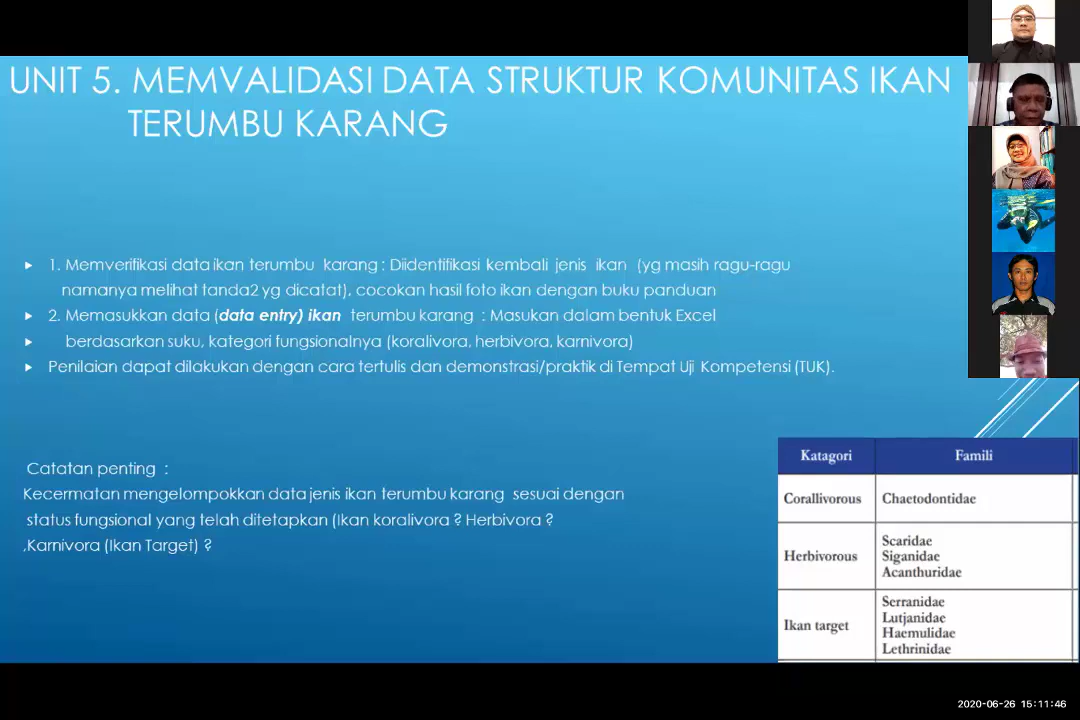 UNIT 5. MEMVALIDASI DATA STRUKTUR KOMUNITAS IKAN
TERUMBU KARANG
1. Memverifikasi data ikan terumbu karang : Diidentifikasi kembali jenis ikan (yg masih ragu-ragu
namanya melihat tanda2 yg dicatat), cocokan hasil foto ikan dengan buku panduan
2. Memasukkan data (data entry) ikan terumbu karang : Masukan dalam bentuk Excel
berdasarkan suku, kategori fungsionalnya (koralivora, herbivora, karnivora)
Penilaian dapat dilakukan dengan cara tertulis dan demonstrasi/praktik di Tempat Uji Kompetensi (TUK).
Catatan penting :
Kecermatan mengelompokkan data jenis ikan terumbu karang sesuai dengan
status fungsional yang telah ditetapkan (Ikan koralivora ? Herbivora ?
,Karnivora (Ikan Target) ?
Katagori Famili
Corallivorous Chaetodontidae
Herbivorous Scaridae
Siganidae
Acanthuridae
Ikan target Serranidae
Lutjanidae
Haemulidae
Lethrinidae
2020-06-26 15:11:46